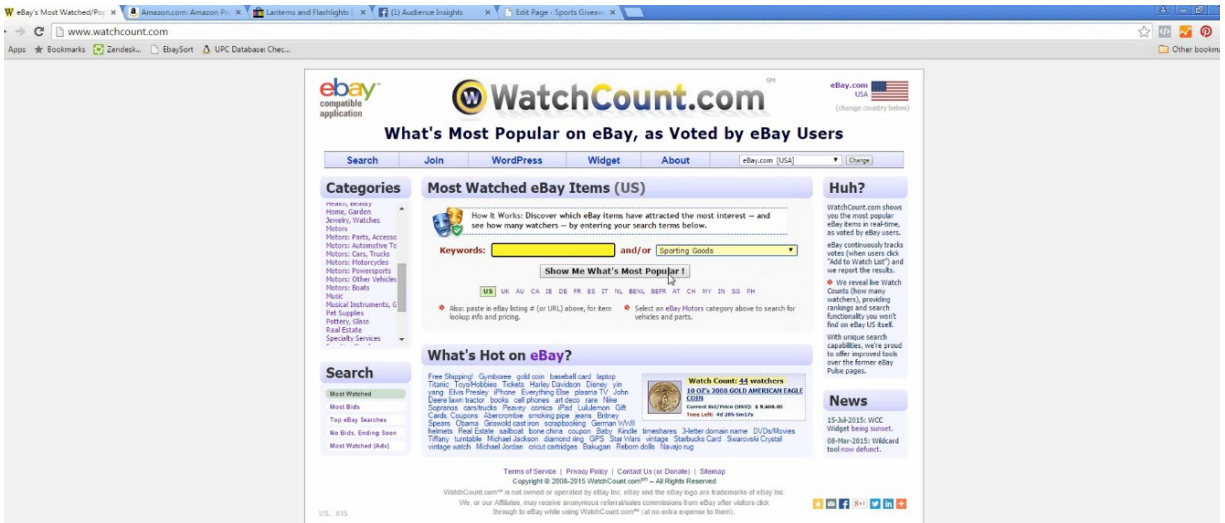 eBay's Most Watched/Pop
Amazon.com: Amazon Pr
Lanterns and Flashlights |
(1) Audience Insights
Edit Page ‹ Sports Giveaw
www.watchcount.com
Apps
Bookmarks
Zendesk...
EbaySort
UPC Database: Chec...
Other bookma
ebay
compatible
application
WatchCount.com
SM
eBay.com
USA
(change country below)
What's Most Popular on eBay, as Voted by eBay Users
Search
Join
WordPress
Widget
About
eBay.com [USA]
Change
Categories
Health, Beauty
Home, Garden
Jewelry, Watches
Motors
Motors: Parts, Accesso
Motors: Automotive To
Motors: Cars, Trucks
Motors: Motorcycles
Motors: Powersports
Motors: Other Vehicles
Motors: Boats
Music
Musical Instruments, G
Pet Supplies
Pottery, Glass
Real Estate
Specialty Services
Search
Most Watched
Most Bids
Top eBay Searches
No Bids, Ending Soon
Most Watched (Adv)
Most Watched eBay Items (US)
How It Works: Discover which eBay items have attracted the most interest — and
see how many watchers — by entering your search terms below.
Keywords:
and/or
Sporting Goods
Show Me What's Most Popular !
US UK AU CA IE DE FR ES IT NL BENL BEFR AT CH MY IN SG PH
Also: paste in eBay listing # (or URL) above, for item
lookup info and pricing.
Select an eBay Motors category above to search for
vehicles and parts.
What's Hot on eBay?
Free Shipping! Gymboree gold coin baseball card laptop
Titanic Toys/Hobbies Tickets Harley Davidson Disney yin
yang Elvis Presley iPhone Everything Else plasma TV John
Deere lawn tractor books cell phones art deco rare Nike
Sopranos cars/trucks Peavey comics iPad Lululemon Gift
Cards, Coupons Abercrombie smoking pipe jeans Britney
Spears Obama Griswold cast iron scrapbooking German WWII
helmets Real Estate sailboat bone china coupon Baby Kindle timeshares 3-letter domain name DVDs/Movies
Tiffany turntable Michael Jackson diamond ring GPS Star Wars vintage Starbucks Card Swarovski Crystal
vintage watch Michael Jordan cricut cartridges Bakugan Reborn dolls Navajo rug
Watch Count: 44 watchers
10 OZ's 2008 GOLD AMERICAN EAGLE
COIN
Current Bid/Price (USD): $ 9,600.00
Time Left: 4d 20h 6m17s
Huh?
WatchCount.com shows
you the most popular
eBay items in real-time,
as voted by eBay users.
eBay continuously tracks
votes (when users click
"Add to Watch List") and
we report the results.
We reveal live Watch
Counts (how many
watchers), providing
rankings and search
functionality you won't
find on eBay US itself.
With unique search
capabilities, we're proud
to offer improved tools
over the former eBay
Pulse pages.
News
15-Jul-2015: WCC
Widget being sunset.
08-Mar-2015: Wildcard
tool now defunct.
Terms of Service | Privacy Policy | Contact Us (or Donate) | Sitemap
Copyright © 2008-2015 WatchCount.com℠ – All Rights Reserved
WatchCount.com℠ is not owned or operated by eBay Inc. eBay and the eBay logo are trademarks of eBay Inc.
We, or our Affiliates, may receive anonymous referral/sales commissions from eBay after visitors click
through to eBay while using WatchCount.com℠ (at no extra expense to them).
US.. 815